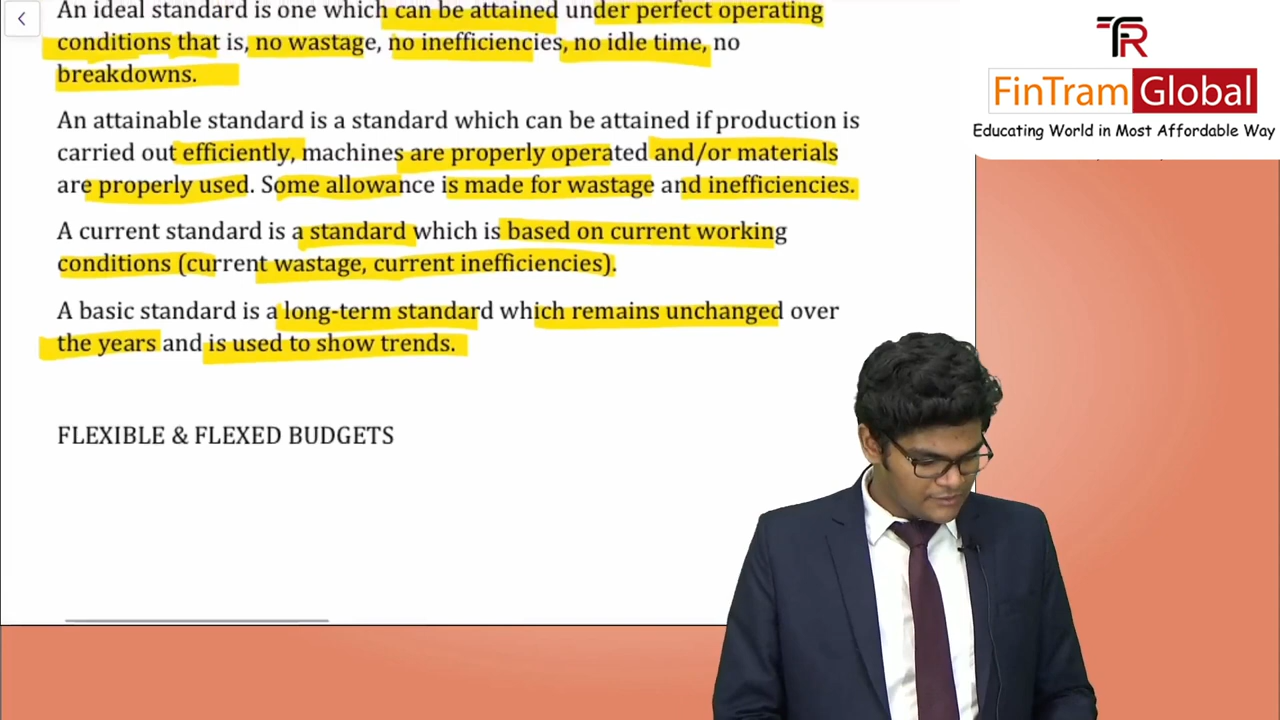 An ideal standard is one which can be attained under perfect operating
conditions that is, no wastage, no inefficiencies, no idle time, no
breakdowns.
An attainable standard is a standard which can be attained if production is
carried out efficiently, machines are properly operated and/or materials
are properly used. Some allowance is made for wastage and inefficiencies.
A current standard is a standard which is based on current working
conditions (current wastage, current inefficiencies).
A basic standard is a long-term standard which remains unchanged over
the years and is used to show trends.
FLEXIBLE & FLEXED BUDGETS
TFR
FinTram Global
Educating World in Most Affordable Way